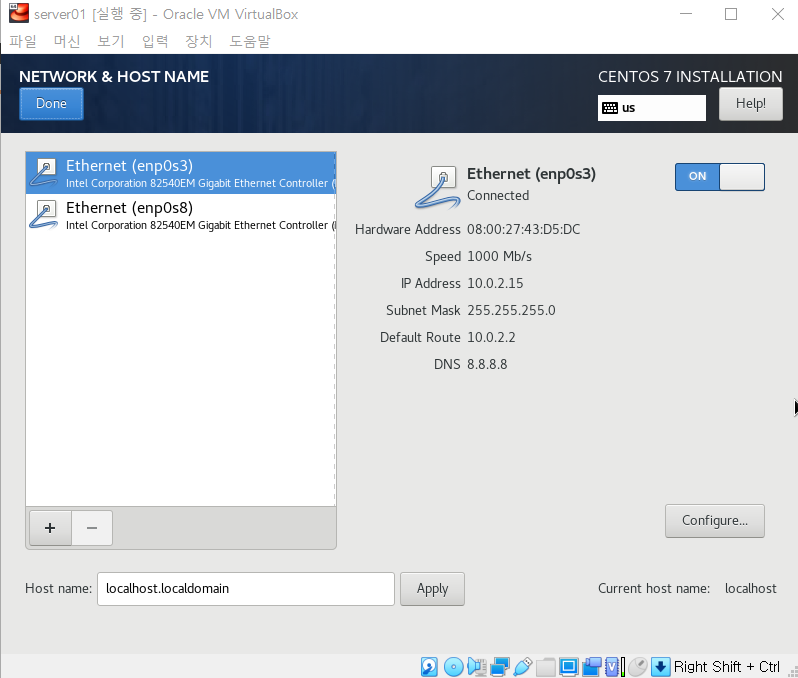 server01 [실행 중] - Oracle VM VirtualBox
파일 머신 보기 입력 장치 도움말
NETWORK & HOST NAME
CENTOS 7 INSTALLATION
Done
us
Help!
Ethernet (enp0s3)
Intel Corporation 82540EM Gigabit Ethernet Controller (
Ethernet (enp0s8)
Intel Corporation 82540EM Gigabit Ethernet Controller (
Ethernet (enp0s3)
Connected
ON
Hardware Address 08:00:27:43:D5:DC
Speed 1000 Mb/s
IP Address 10.0.2.15
Subnet Mask 255.255.255.0
Default Route 10.0.2.2
DNS 8.8.8.8
+ −
Configure...
Host name: localhost.localdomain Apply
Current host name: localhost
Right Shift + Ctrl